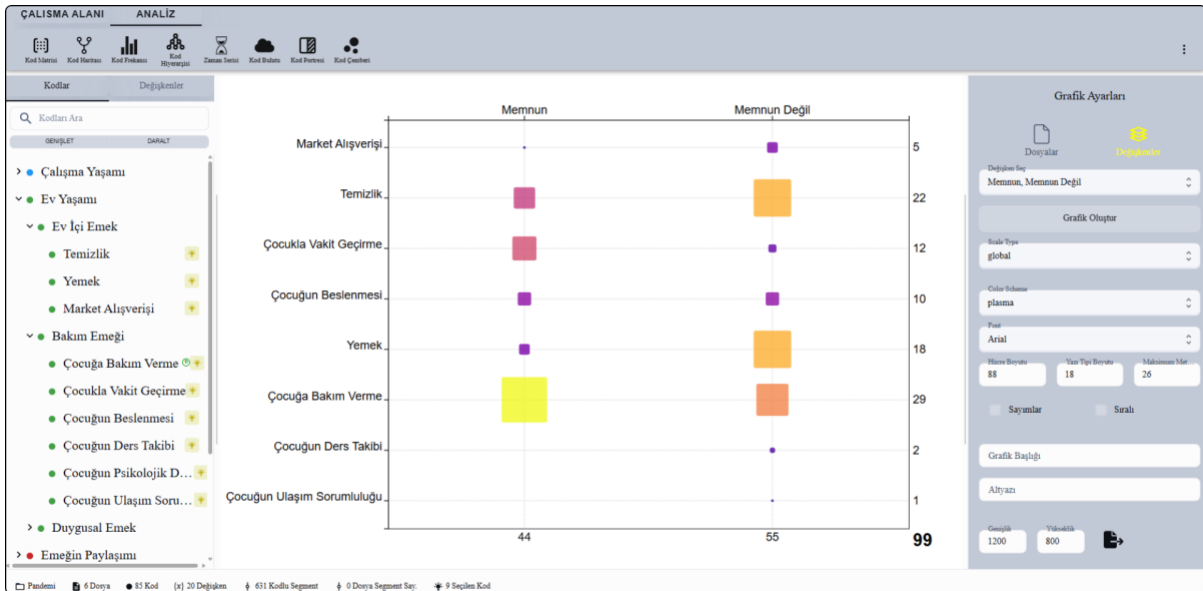 ÇALISMA ALANI ANALİZ
Kod Matrisi Kod Haritası Kod Frekansı Kod Hiyerarşisi Zaman Serisi Kod Bulutu Kod Portresi Kod Çemberi
Kodlar Değişkenler
Kodları Ara
GENİŞLET DARALT
Çalışma Yaşamı
Ev Yaşamı
Ev İçi Emek
Temizlik
Yemek
Market Alışverişi
Bakım Emeği
Çocuğa Bakım Verme
Çocukla Vakit Geçirme
Çocuğun Beslenmesi
Çocuğun Ders Takibi
Çocuğun Psikolojik D...
Çocuğun Ulaşım Soru...
Duygusal Emek
Emeğin Paylaşımı
Memnun Memnun Değil
Market Alışverişi 5
Temizlik 22
Çocukla Vakit Geçirme 12
Çocuğun Beslenmesi 10
Yemek 18
Çocuğa Bakım Verme 29
Çocuğun Ders Takibi 2
Çocuğun Ulaşım Sorumluluğu 1
44 55 99
Grafik Ayarları
Dosyalar Değişkenler
Değişken Seç
Memnun, Memnun Değil
Grafik Oluştur
Scale Type
global
Color Scheme
plasma
Font
Arial
Hücre Boyutu Yazı Tipi Boyutu Maksimum Met...
88 18 26
Sayımlar Sıralı
Grafik Başlığı
Altyazı
Genişlik Yükseklik
1200 800
Pandemi 6 Dosya 85 Kod {x} 20 Değişken 631 Kodlu Segment 0 Dosya Segment Say. 9 Seçilen Kod